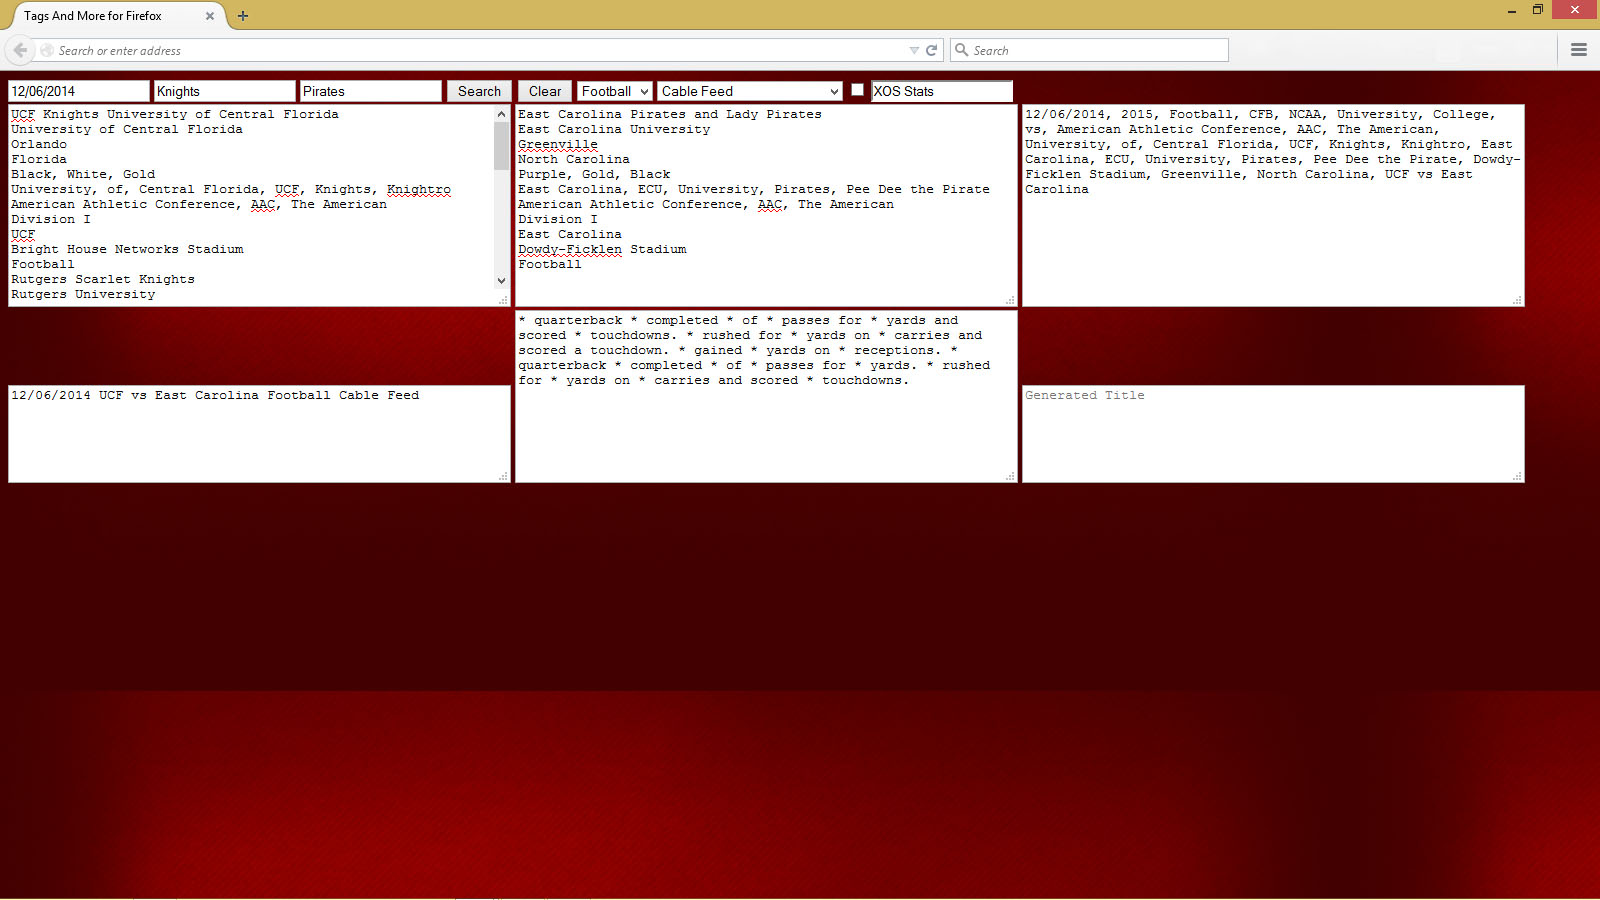 Tags And More for Firefox
Search or enter address
Search
12/06/2014
Knights
Pirates
Search
Clear
Football
Cable Feed
XOS Stats
UCF Knights University of Central Florida
University of Central Florida
Orlando
Florida
Black, White, Gold
University, of, Central Florida, UCF, Knights, Knightro
American Athletic Conference, AAC, The American
Division I
UCF
Bright House Networks Stadium
Football
Rutgers Scarlet Knights
Rutgers University
East Carolina Pirates and Lady Pirates
East Carolina University
Greenville
North Carolina
Purple, Gold, Black
East Carolina, ECU, University, Pirates, Pee Dee the Pirate
American Athletic Conference, AAC, The American
Division I
East Carolina
Dowdy-Ficklen Stadium
Football
12/06/2014, 2015, Football, CFB, NCAA, University, College,
vs, American Athletic Conference, AAC, The American,
University, of, Central Florida, UCF, Knights, Knightro, East
Carolina, ECU, University, Pirates, Pee Dee the Pirate, Dowdy-
Ficklen Stadium, Greenville, North Carolina, UCF vs East
Carolina
12/06/2014 UCF vs East Carolina Football Cable Feed
* quarterback * completed * of * passes for * yards and
scored * touchdowns. * rushed for * yards on * carries and
scored a touchdown. * gained * yards on * receptions. *
quarterback * completed * of * passes for * yards. * rushed
for * yards on * carries and scored * touchdowns.
Generated Title